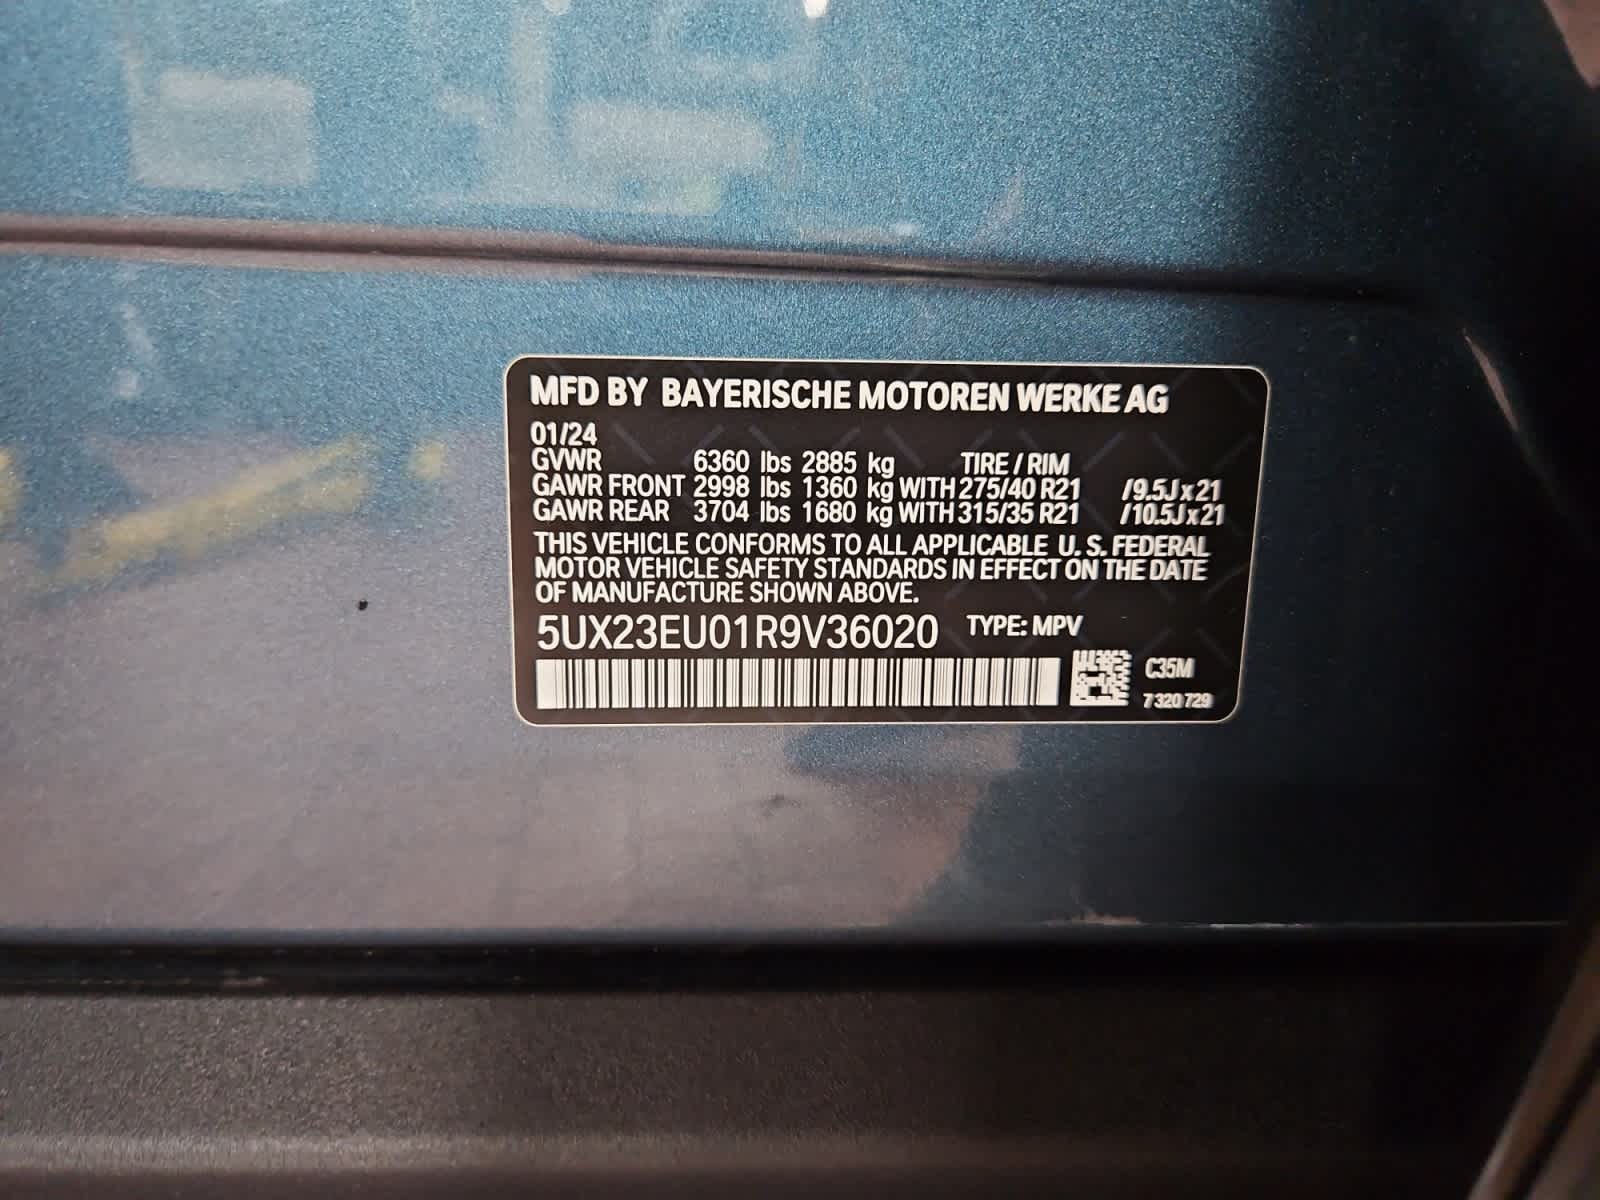 MFD BY BAYERISCHE MOTOREN WERKE AG
01/24
GVWR 6360 lbs 2885 kg TIRE / RIM
GAWR FRONT 2998 lbs 1360 kg WITH 275/40 R21 /9.5J x 21
GAWR REAR 3704 lbs 1680 kg WITH 315/35 R21 /10.5J x 21
THIS VEHICLE CONFORMS TO ALL APPLICABLE U. S. FEDERAL
MOTOR VEHICLE SAFETY STANDARDS IN EFFECT ON THE DATE
OF MANUFACTURE SHOWN ABOVE.
5UX23EU01R9V36020 TYPE: MPV
C35M
7 320 729